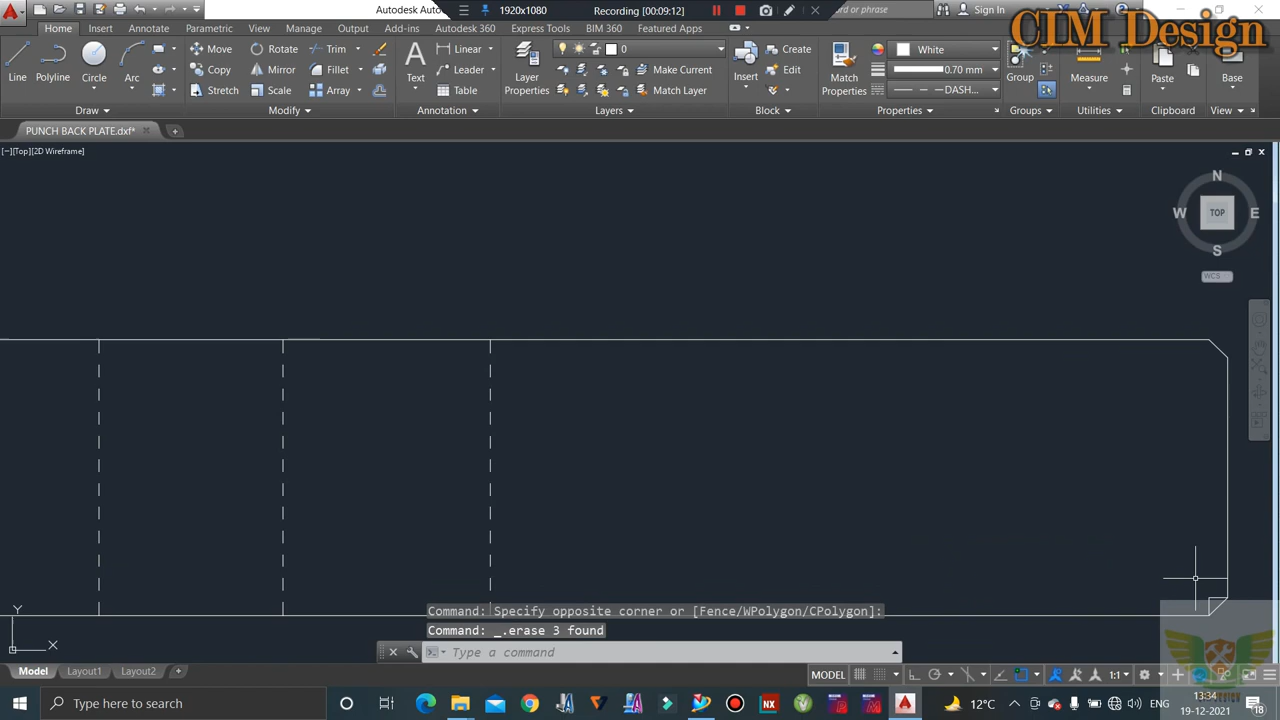 Autodesk Auto
1920x1080
Recording [00:09:12]
or phrase
Sign In
CIM Design
Home
Insert
Annotate
Parametric
View
Manage
Output
Add-ins
Autodesk 360
Express Tools
BIM 360
Featured Apps
Line
Polyline
Circle
Arc
Move
Rotate
Trim
Copy
Mirror
Fillet
Stretch
Scale
Array
Text
Linear
Leader
Table
Layer
Properties
0
Make Current
Match Layer
Insert
Create
Edit
Match
Properties
White
0.70 mm
DASH...
Group
Measure
Paste
Base
Draw
Modify
Annotation
Layers
Block
Properties
Groups
Utilities
Clipboard
View
PUNCH BACK PLATE.dxf*
[−][Top][2D Wireframe]
N
W
TOP
E
S
WCS
Y
X
Command: Specify opposite corner or [Fence/WPolygon/CPolygon]:
Command: _.erase 3 found
Type a command
Model
Layout1
Layout2
MODEL
1:1
Type here to search
NX
12°C
ENG
13:34
19-12-2021
18